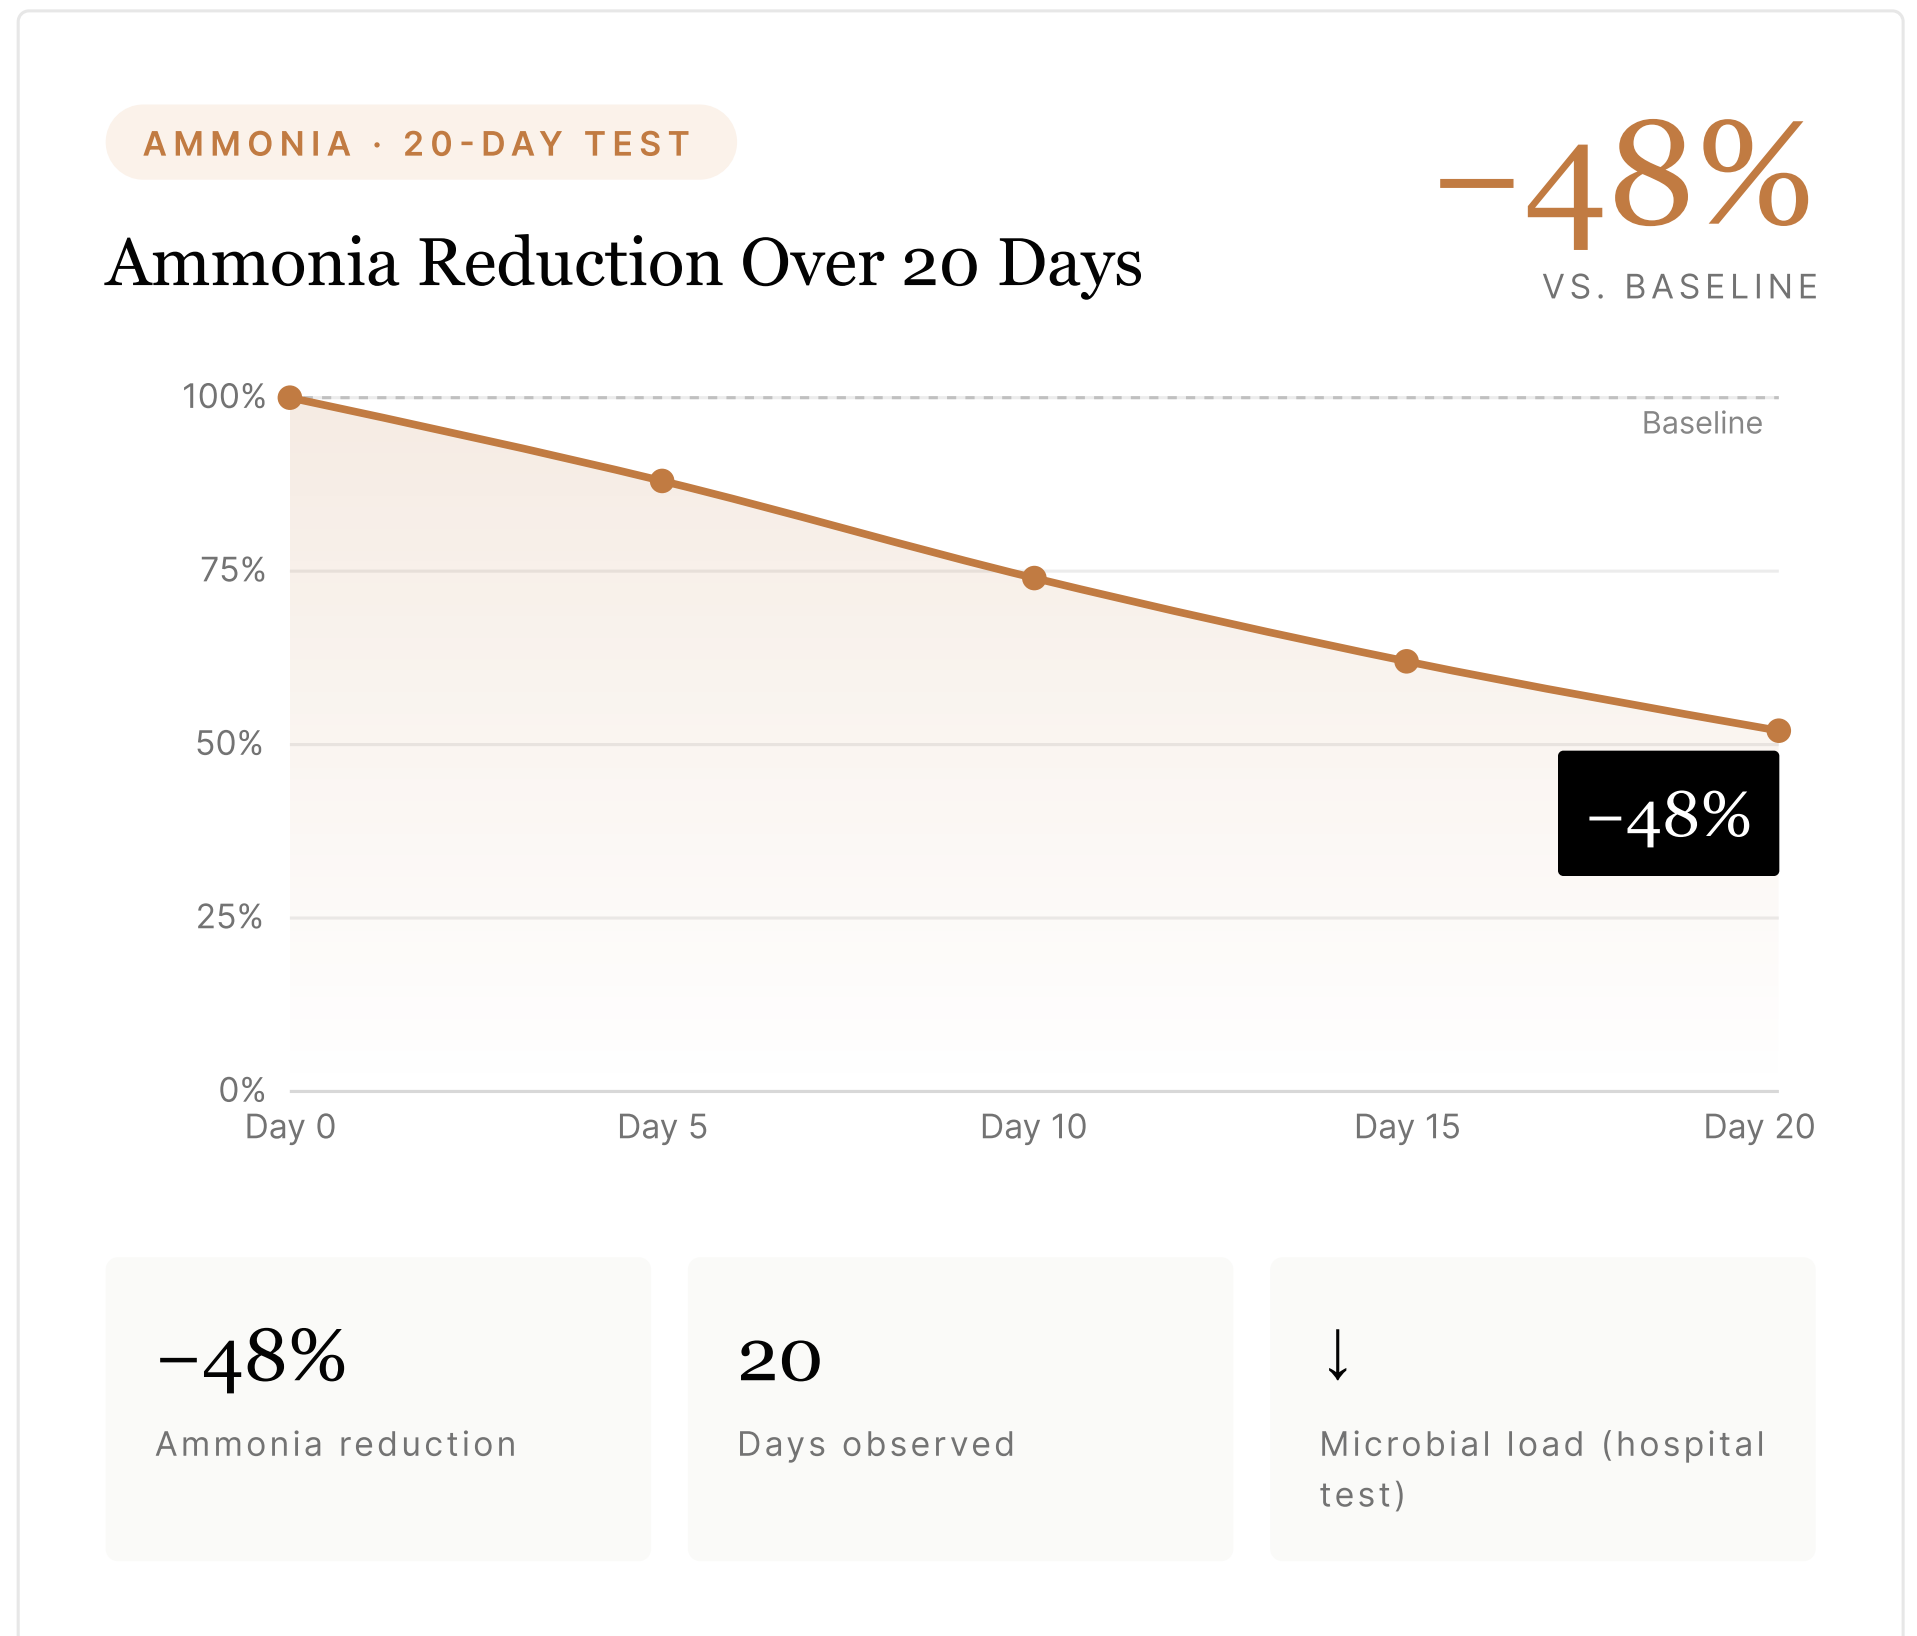 AMMONIA · 20-DAY TEST
Ammonia Reduction Over 20 Days
–48%
VS. BASELINE
100%
Baseline
75%
50%
–48%
25%
0%
Day 0 Day 5 Day 10 Day 15 Day 20
–48%
Ammonia reduction
20
Days observed
↓
Microbial load (hospital
test)